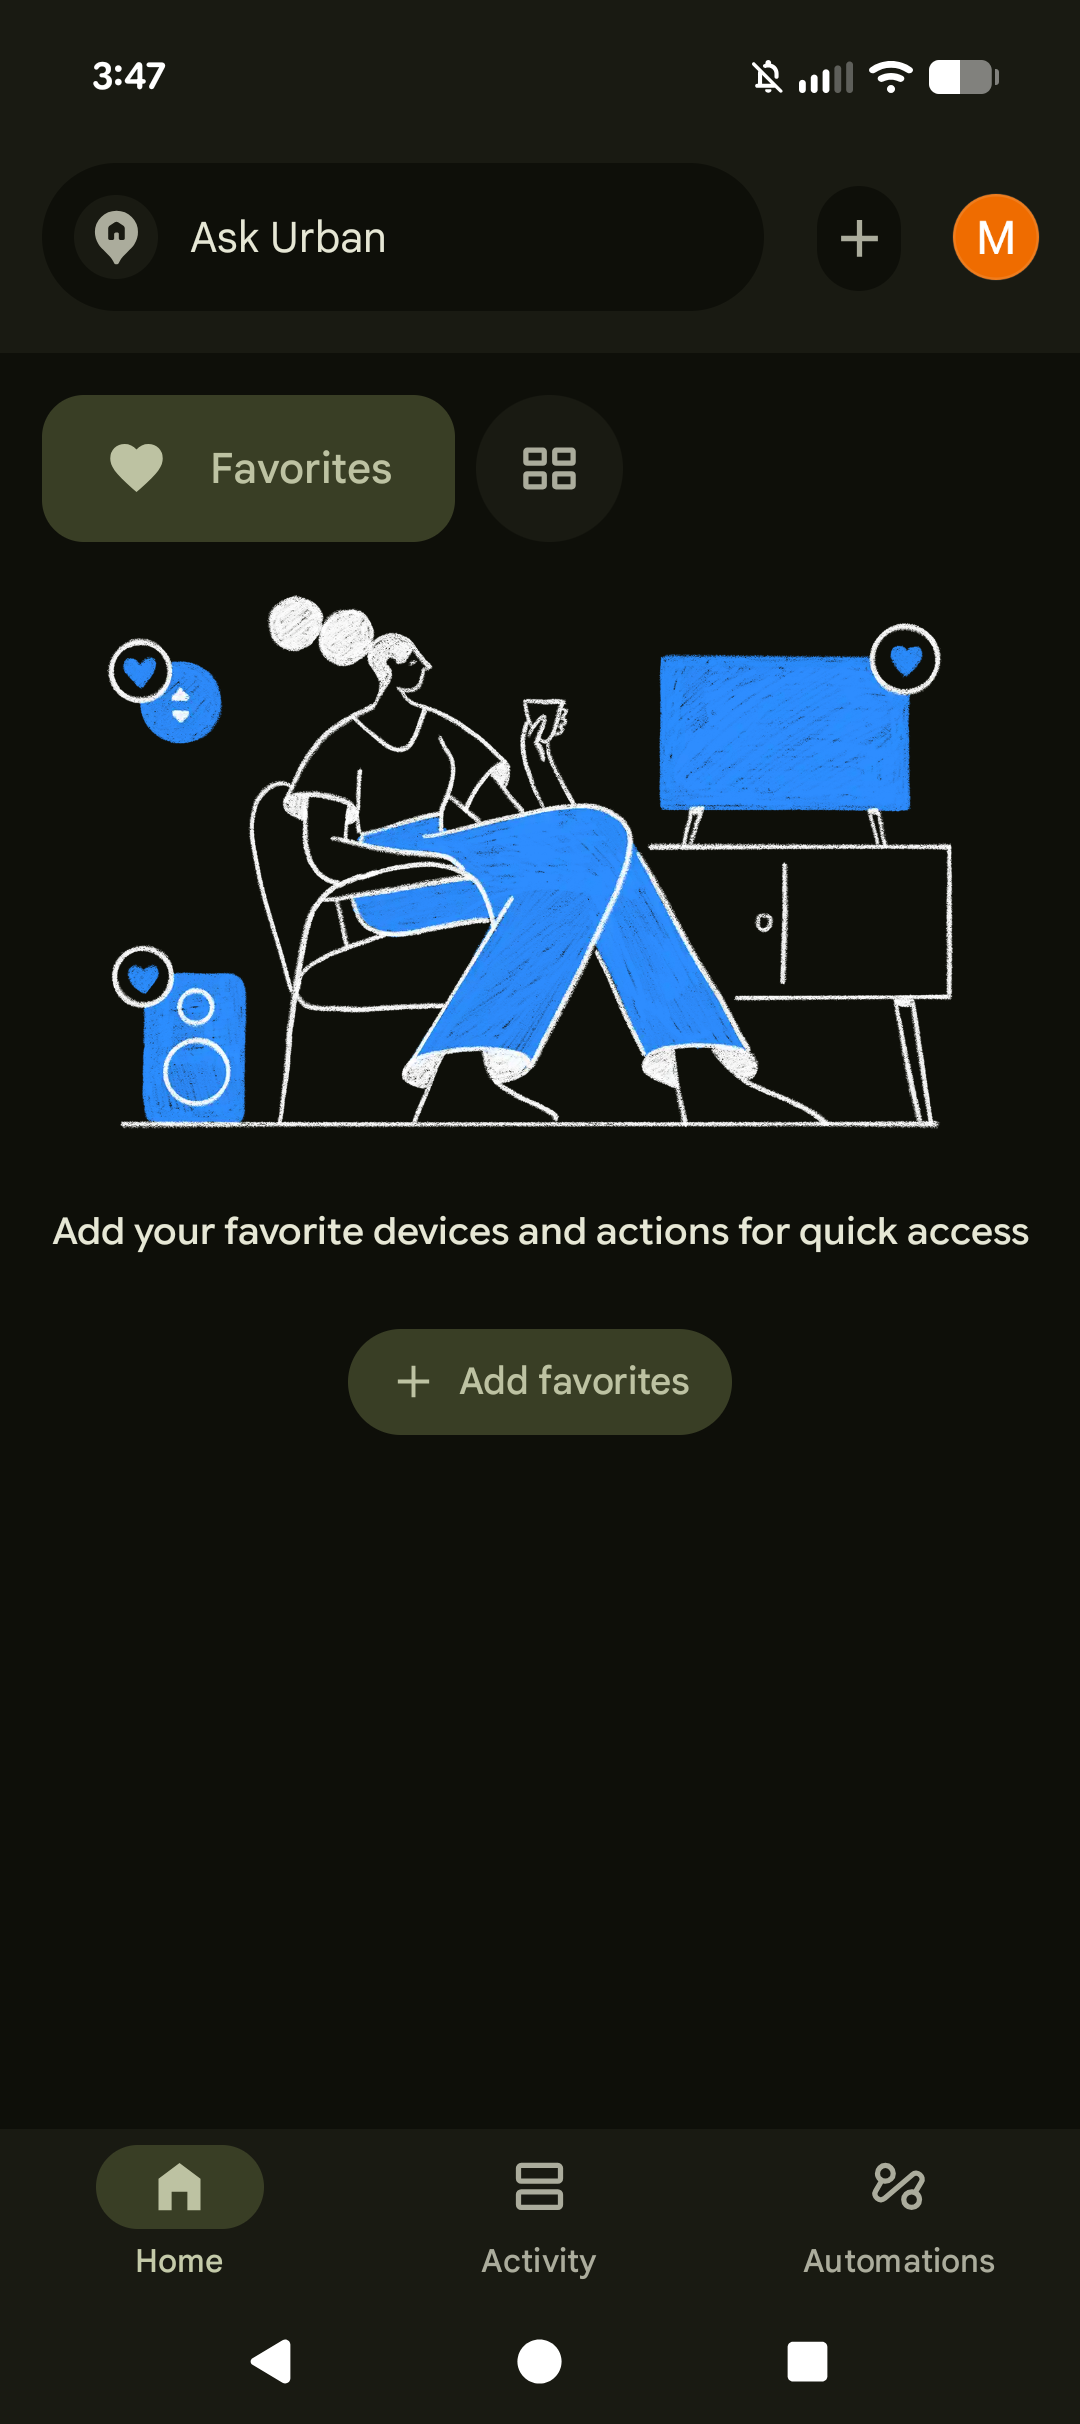 3:47
Ask Urban
M
Favorites
Add your favorite devices and actions for quick access
Add favorites
Home
Activity
Automations